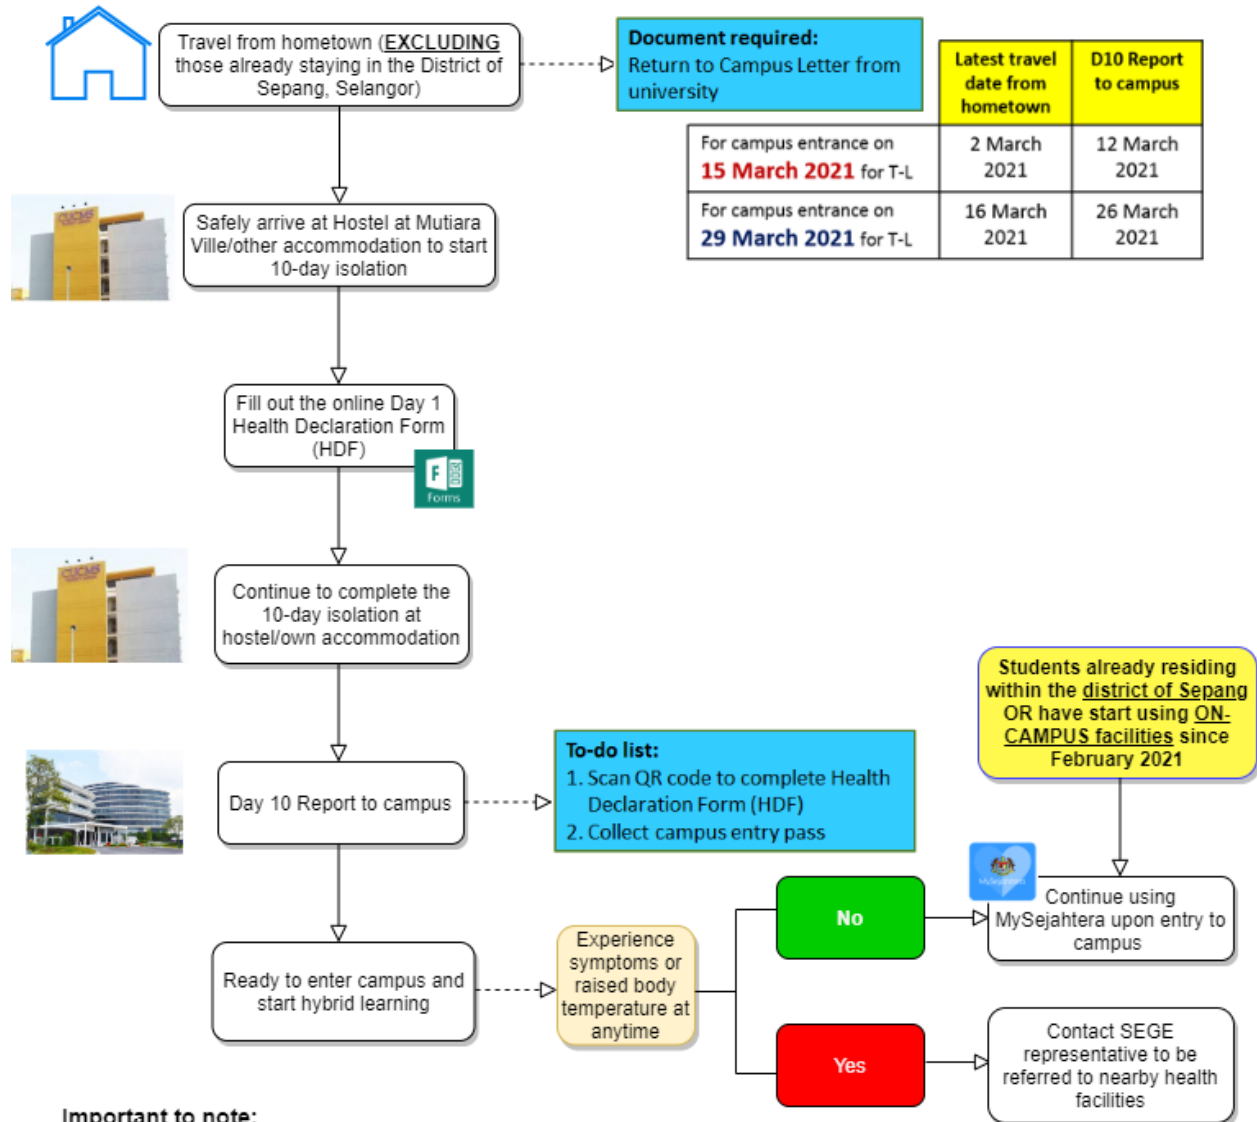 Travel from hometown (EXCLUDING
those already staying in the District of
Sepang, Selangor)
Document required:
Return to Campus Letter from
university
Latest travel
date from
hometown
D10 Report
to campus
For campus entrance on
15 March 2021 for T-L
2 March
2021
12 March
2021
For campus entrance on
29 March 2021 for T-L
16 March
2021
26 March
2021
CUCMS
Safely arrive at Hostel at Mutiara
Ville/other accommodation to start
10-day isolation
Fill out the online Day 1
Health Declaration Form
(HDF)
F
Forms
CUCMS
Continue to complete the
10-day isolation at
hostel/own accommodation
Students already residing
within the district of Sepang
OR have start using ON-
CAMPUS facilities since
February 2021
Day 10 Report to campus
To-do list:
1. Scan QR code to complete Health
Declaration Form (HDF)
2. Collect campus entry pass
MySejahtera
No
Continue using
MySejahtera upon entry to
campus
Ready to enter campus and
start hybrid learning
Experience
symptoms or
raised body
temperature at
anytime
Yes
Contact SEGE
representative to be
referred to nearby health
facilities
Important to note: